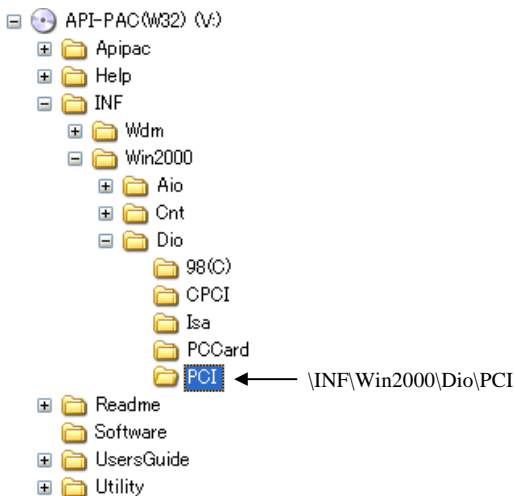 API-PAC(W32) (V:)
Apipac
Help
INF
Wdm
Win2000
Aio
Cnt
Dio
98(C)
CPCI
Isa
PCCard
PCI \INF\Win2000\Dio\PCI
Readme
Software
UsersGuide
Utility